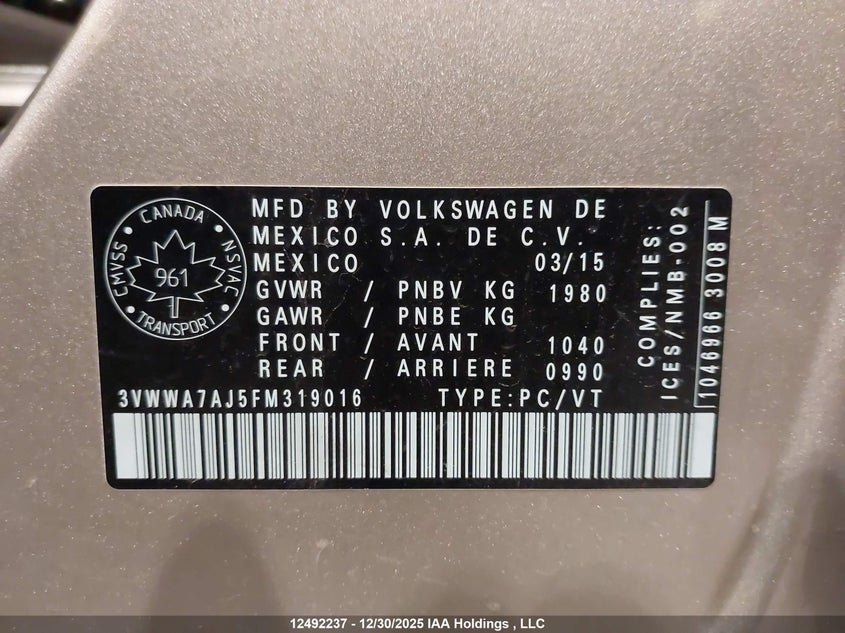 CANADA
CMVSS
NSVAC
961
TRANSPORT
MFD BY VOLKSWAGEN DE
MEXICO S.A. DE C.V.
MEXICO 03/15
GVWR / PNBV KG 1980
GAWR / PNBE KG
FRONT / AVANT 1040
REAR / ARRIERE 0990
3VWWA7AJ5FM319016 TYPE:PC/VT
COMPLIES:
ICES/NMB-002
1046966 3008 M
12492237 - 12/30/2025 IAA Holdings , LLC